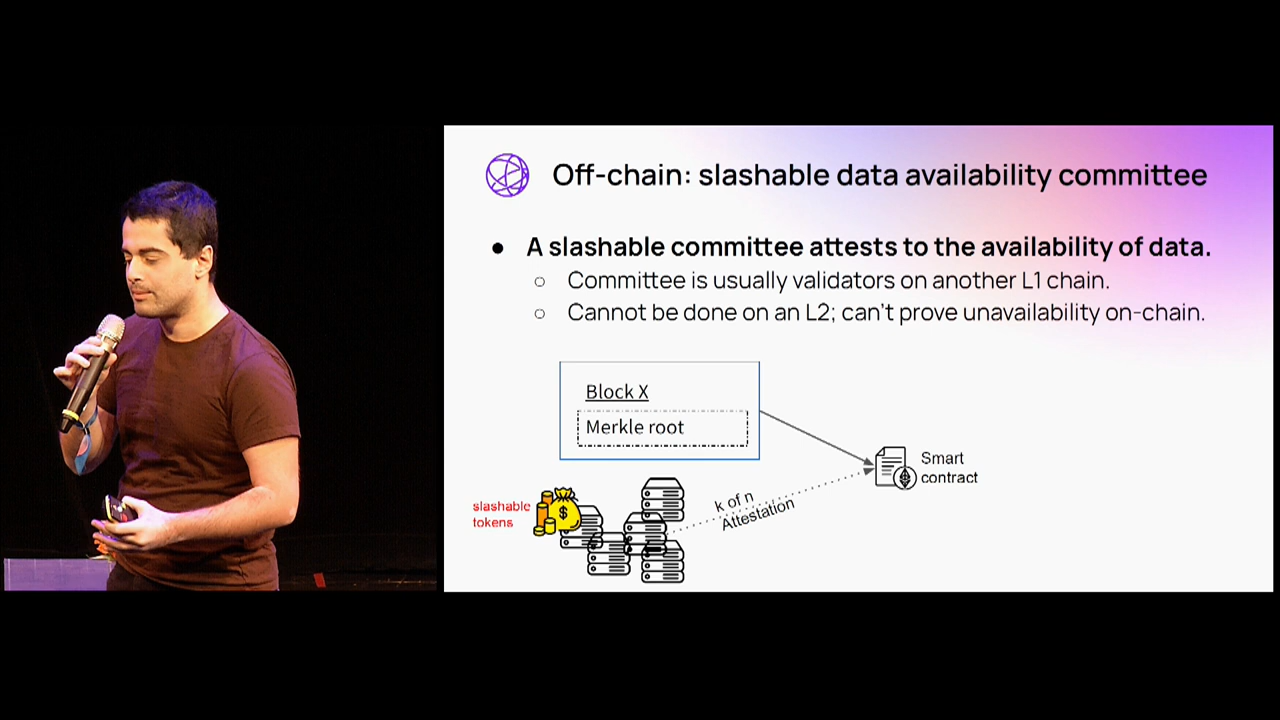 Off-chain: slashable data availability committee
● A slashable committee attests to the availability of data.
○ Committee is usually validators on another L1 chain.
○ Cannot be done on an L2; can't prove unavailability on-chain.
Block X
Merkle root
Smart
contract
k of n
Attestation
slashable
tokens
$